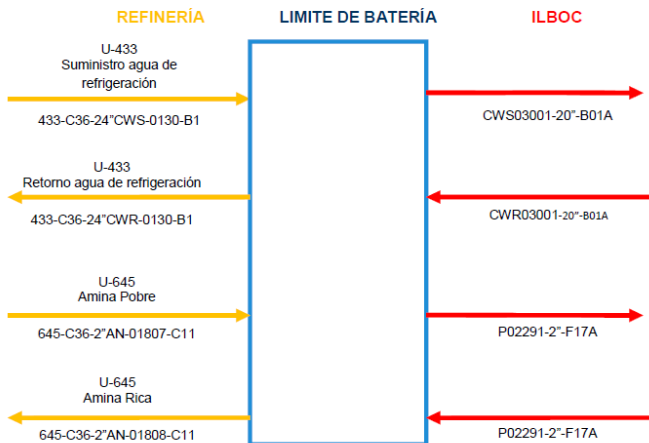 REFINERÍA
LIMITE DE BATERÍA
ILBOC
U-433
Suministro agua de
refrigeración
433-C36-24"CWS-0130-B1
CWS03001-20"-B01A
U-433
Retorno agua de refrigeración
433-C36-24"CWR-0130-B1
CWR03001-20"-B01A
U-645
Amina Pobre
645-C36-2"AN-01807-C11
P02291-2"-F17A
U-645
Amina Rica
645-C36-2"AN-01808-C11
P02291-2"-F17A